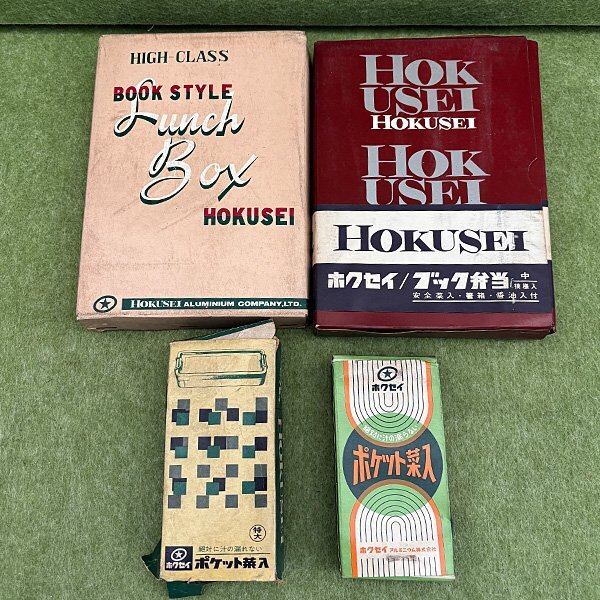 HIGH-CLASS
BOOK STYLE
Lunch
Box
HOKUSEI
HOKUSEI ALUMINIUM COMPANY,LTD.
HOK
USEI
HOKUSEI
HOK
USEI
HOKUSEI
ホクセイ/ブック弁当 中
安全菜入・箸箱・醤油入付
特大
絶対に汁の漏れない
ホクセイ ポケット菜入
ホクセイ
絶対に汁の漏らない
ポケット菜入
ホクセイ アルミニウム株式会社